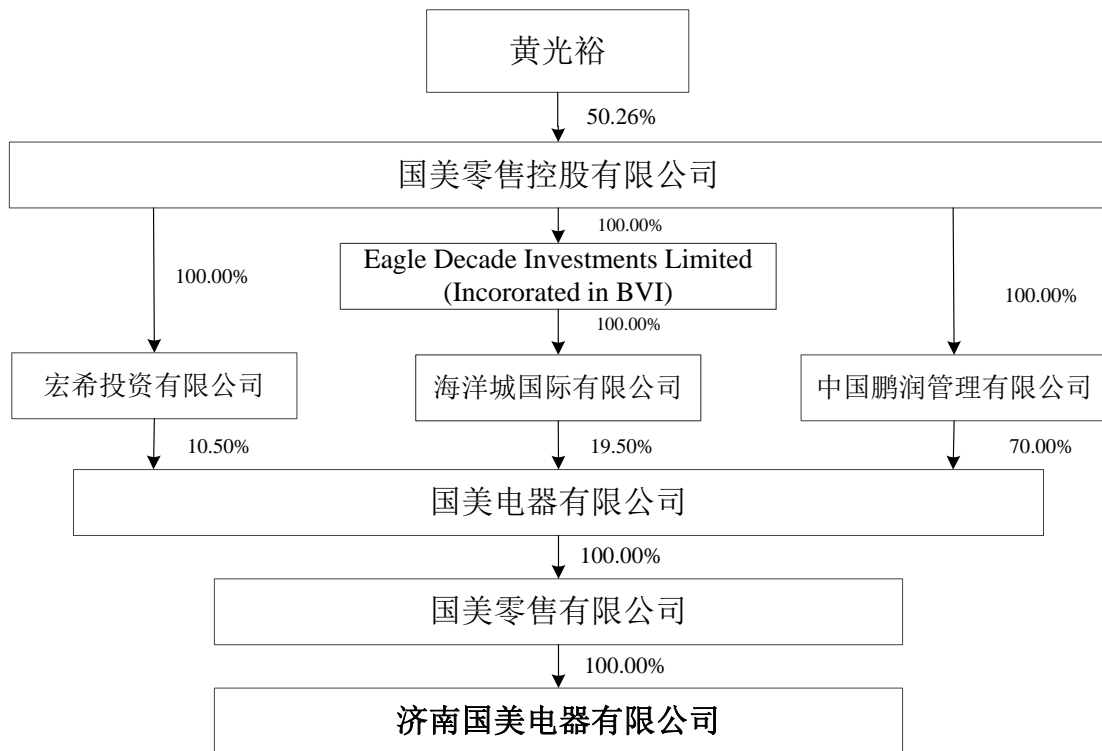 黄光裕
50.26%
国美零售控股有限公司
100.00%
100.00%
100.00%
Eagle Decade Investments Limited
(Incororated in BVI)
100.00%
宏希投资有限公司
海洋城国际有限公司
中国鹏润管理有限公司
10.50%
19.50%
70.00%
国美电器有限公司
100.00%
国美零售有限公司
100.00%
济南国美电器有限公司